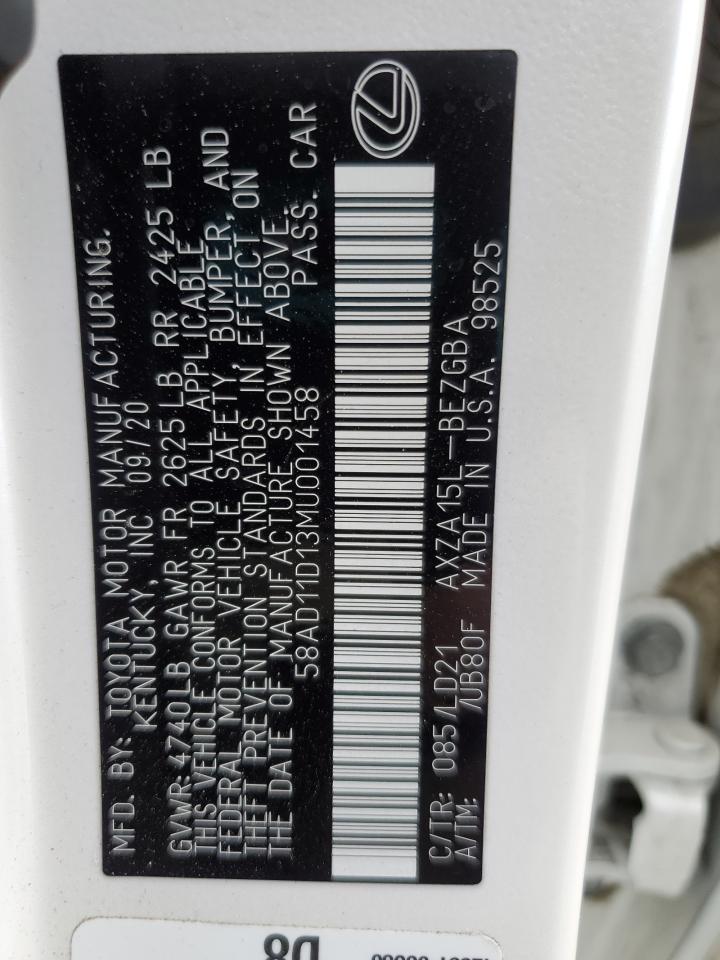 MFD. BY: TOYOTA MOTOR MANUFACTURING.
KENTUCKY, INC 09/20
GVWR: 4740LB GAWR FR 2625LB RR 2425 LB
THIS VEHICLE CONFORMS TO ALL APPLICABLE
FEDERAL MOTOR VEHICLE SAFETY, BUMPER, AND
THEFT PREVENTION STANDARDS IN EFFECT ON
THE DATE OF MANUFACTURE SHOWN ABOVE.
58AD11D13MU001458 PASS. CAR
C/TR: 085/LD21 AXZA15L-BEZGBA
A/TM: /UB80F MADE IN U.S.A. 98525
D8